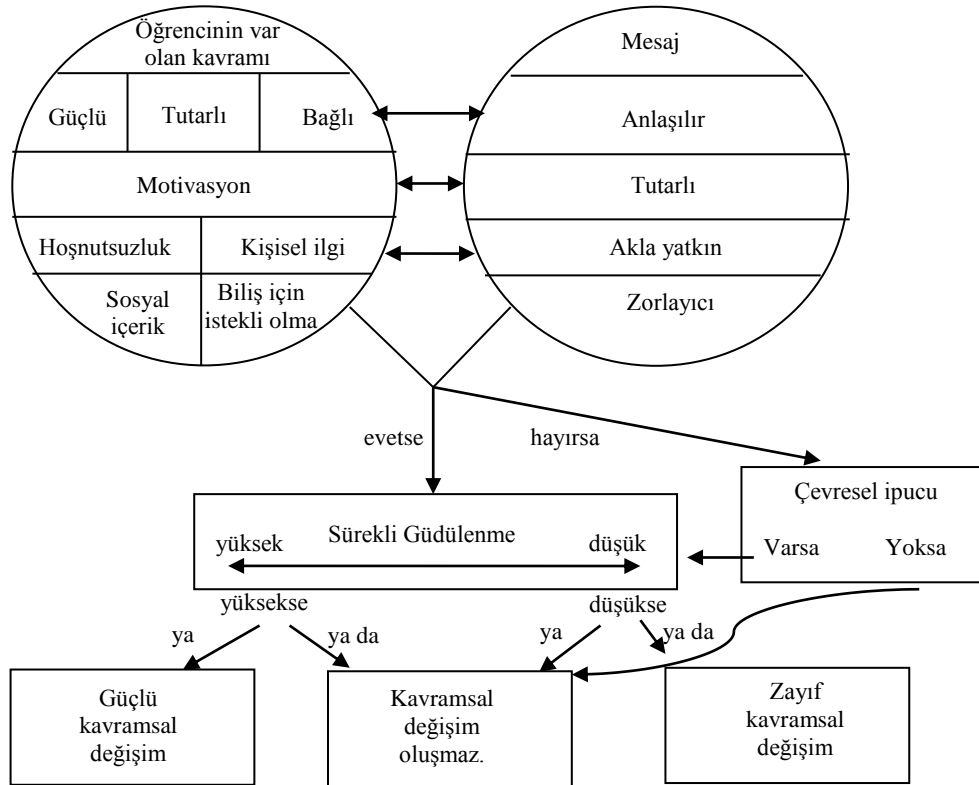 Öğrencinin var
olan kavramı
Güçlü
Tutarlı
Bağlı
Motivasyon
Hoşnutsuzluk
Kişisel ilgi
Sosyal
içerik
Biliş için
istekli olma
Mesaj
Anlaşılır
Tutarlı
Akla yatkın
Zorlayıcı
evetse
hayırsa
Çevresel ipucu
Varsa
Yoksa
Sürekli Güdülenme
yüksek
düşük
yüksekse
düşükse
ya
ya da
ya
ya da
Güçlü
kavramsal
değişim
Kavramsal
değişim
oluşmaz.
Zayıf
kavramsal
değişim